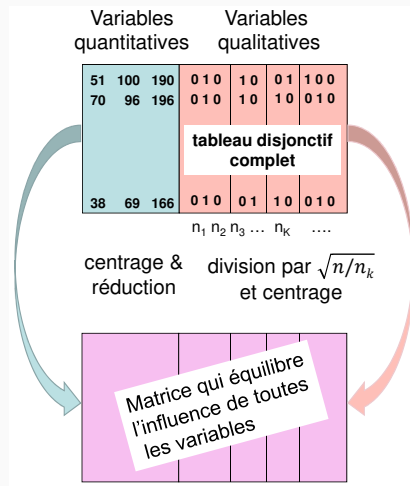 Variables quantitatives
Variables qualitatives
51 100 190 0 1 0 1 0 0 1 1 0 0
70 96 196 0 1 0 1 0 1 0 0 1 0
tableau disjonctif
complet
38 69 166 0 1 0 0 1 1 0 0 1 0
n₁ n₂ n₃ … n_K ….
centrage &
réduction
division par √(n/n_k)
et centrage
Matrice qui équilibre
l'influence de toutes
les variables